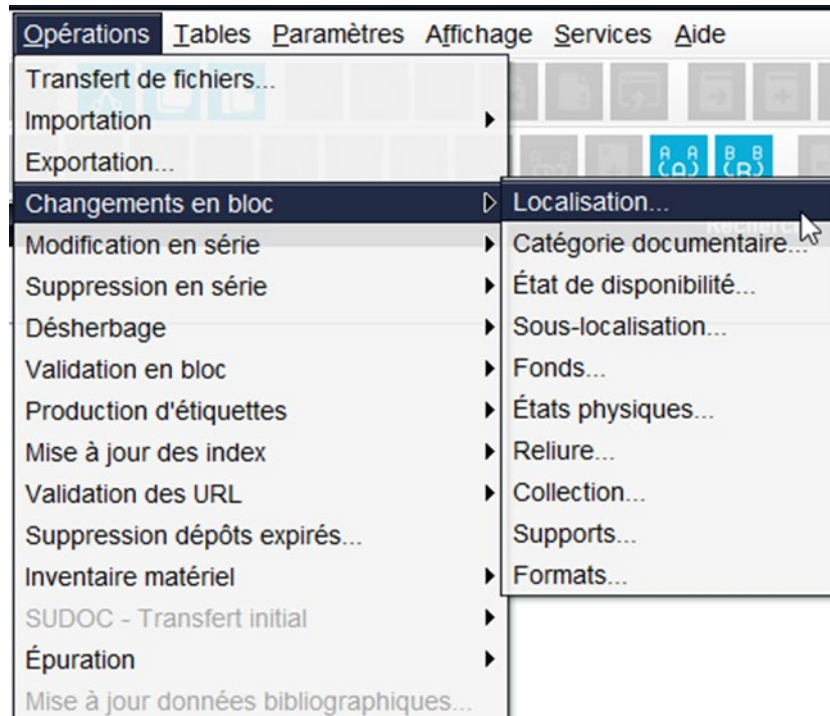 Opérations Tables Paramètres Affichage Services Aide
Transfert de fichiers...
Importation
Exportation...
Changements en bloc
Modification en série
Suppression en série
Désherbage
Validation en bloc
Production d'étiquettes
Mise à jour des index
Validation des URL
Suppression dépôts expirés...
Inventaire matériel
SUDOC - Transfert initial
Épuration
Mise à jour données bibliographiques...
Localisation...
Catégorie documentaire...
État de disponibilité...
Sous-localisation...
Fonds...
États physiques...
Reliure...
Collection...
Supports...
Formats...
A A
(A)
B B
(B)